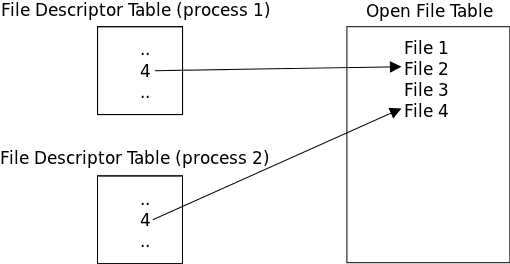 File Descriptor Table (process 1)
..
4
..
File Descriptor Table (process 2)
..
4
..
Open File Table
File 1
File 2
File 3
File 4